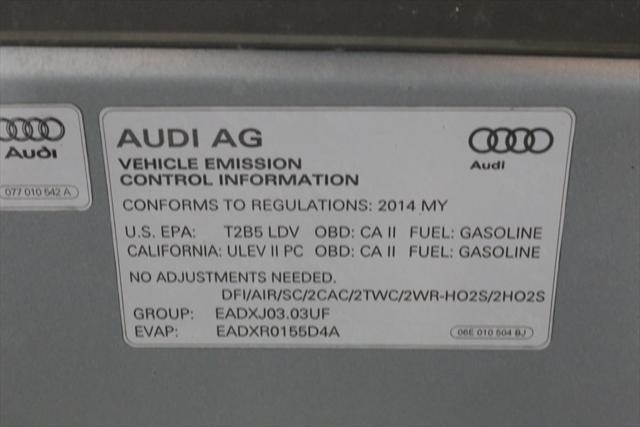 Audi
077 010 542 A
AUDI AG
Audi
VEHICLE EMISSION
CONTROL INFORMATION
CONFORMS TO REGULATIONS: 2014 MY
U.S. EPA: T2B5 LDV OBD: CA II FUEL: GASOLINE
CALIFORNIA: ULEV II PC OBD: CA II FUEL: GASOLINE
NO ADJUSTMENTS NEEDED.
DFI/AIR/SC/2CAC/2TWC/2WR-HO2S/2HO2S
GROUP: EADXJ03.03UF
EVAP: EADXR0155D4A
06E 010 504 BJ